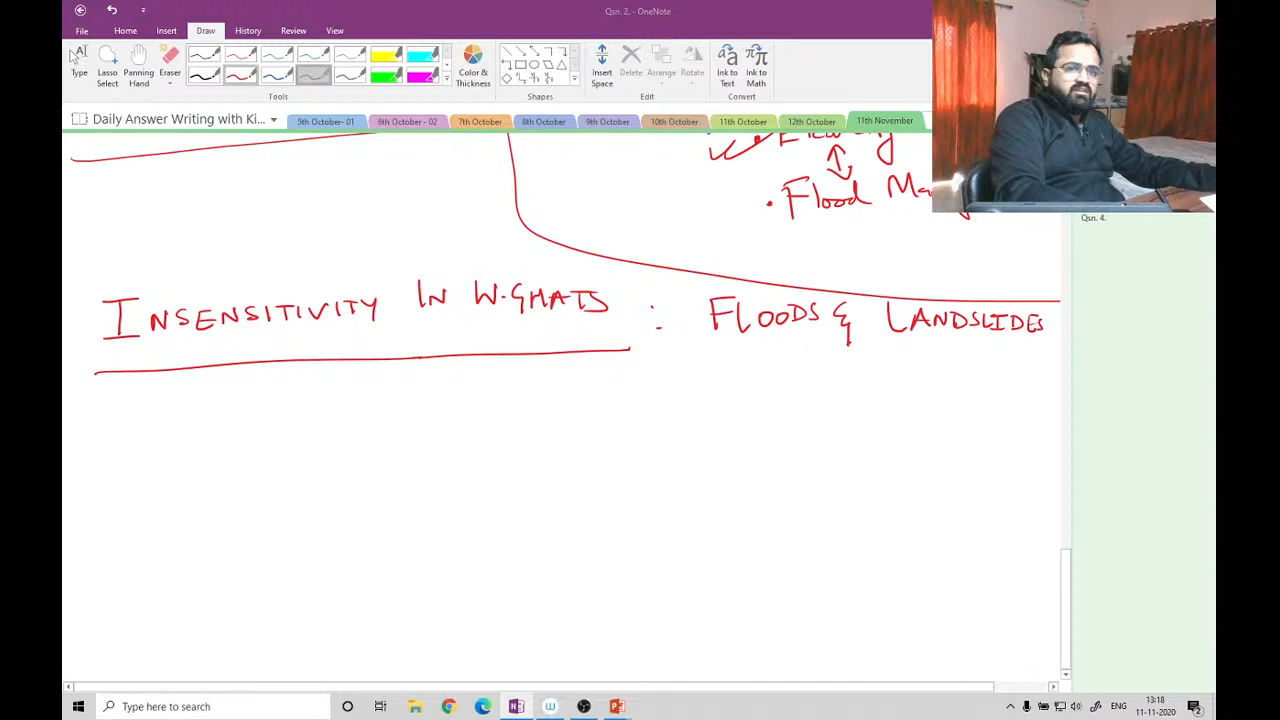 Qsn. 2. - OneNote
File Home Insert Draw History Review View
Type
Lasso Select
Panning Hand
Eraser
Color & Thickness
Insert Space
Delete
Arrange
Rotate
Ink to Text
Ink to Math
Tools
Shapes
Edit
Convert
Daily Answer Writing with Ki...
5th October- 01
6th October - 02
7th October
8th October
9th October
10th October
11th October
12th October
11th November
Flood
Qsn. 4.
INSENSITIVITY IN W.GHATS : FLOODS & LANDSLIDES
Type here to search
ENG
13:18
11-11-2020
2